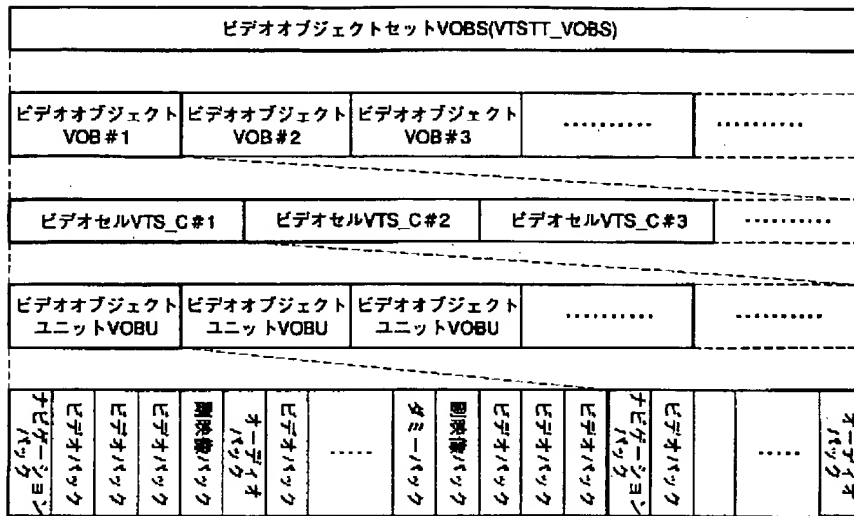 ビデオオブジェクトセットVOBS(VTSTT_VOBS)
ビデオオブジェクト
VOB#1
ビデオオブジェクト
VOB#2
ビデオオブジェクト
VOB#3
··········
··········
ビデオセルVTS_C#1
ビデオセルVTS_C#2
ビデオセルVTS_C#3
··········
ビデオオブジェクト
ユニットVOBU
ビデオオブジェクト
ユニットVOBU
ビデオオブジェクト
ユニットVOBU
··········
··········
ナビゲーション
パック
ビデオパック
ビデオパック
ビデオパック
副映像パック
オーディオ
パック
ビデオパック
·····
ダミーパック
副映像パック
ビデオパック
ビデオパック
ビデオパック
ナビゲーション
パック
ビデオパック
·····
オーディオ
パック